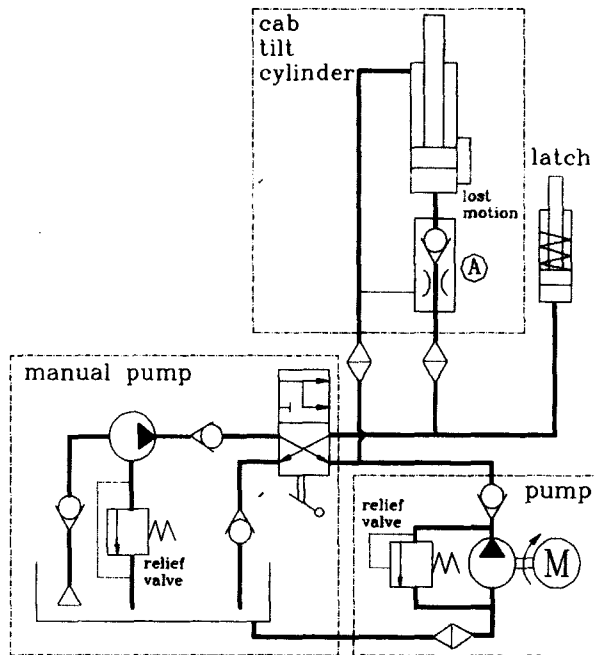 cab
tilt
cylinder
latch
lost
motion
A
manual pump
relief
valve
pump
relief
valve
M